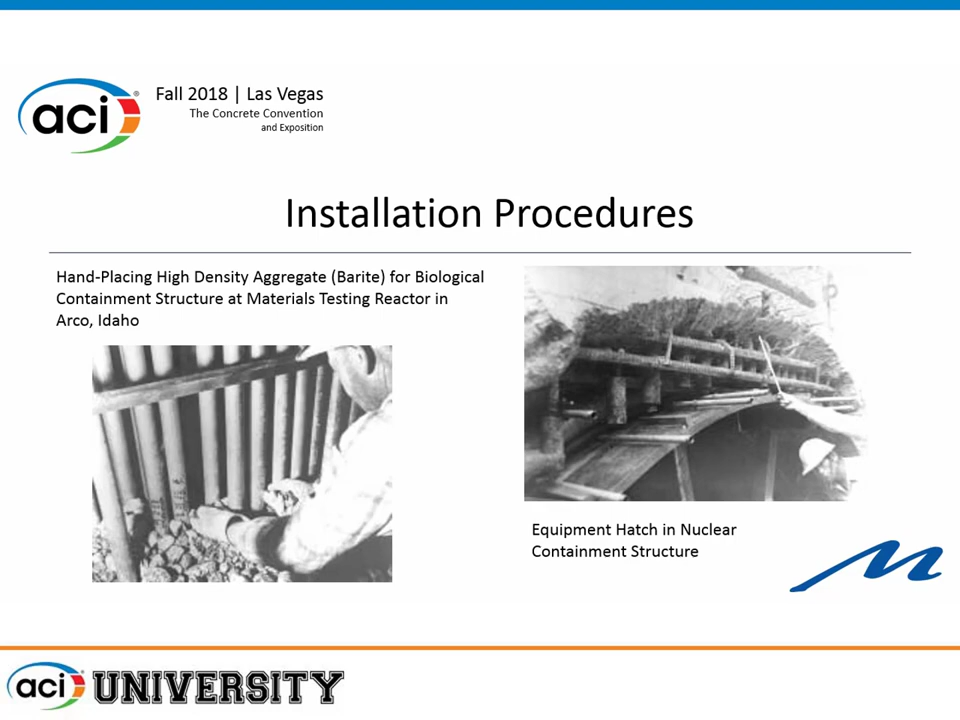 aci®
Fall 2018 | Las Vegas
The Concrete Convention
and Exposition
Installation Procedures
Hand-Placing High Density Aggregate (Barite) for Biological
Containment Structure at Materials Testing Reactor in
Arco, Idaho
Equipment Hatch in Nuclear
Containment Structure
aci UNIVERSITY